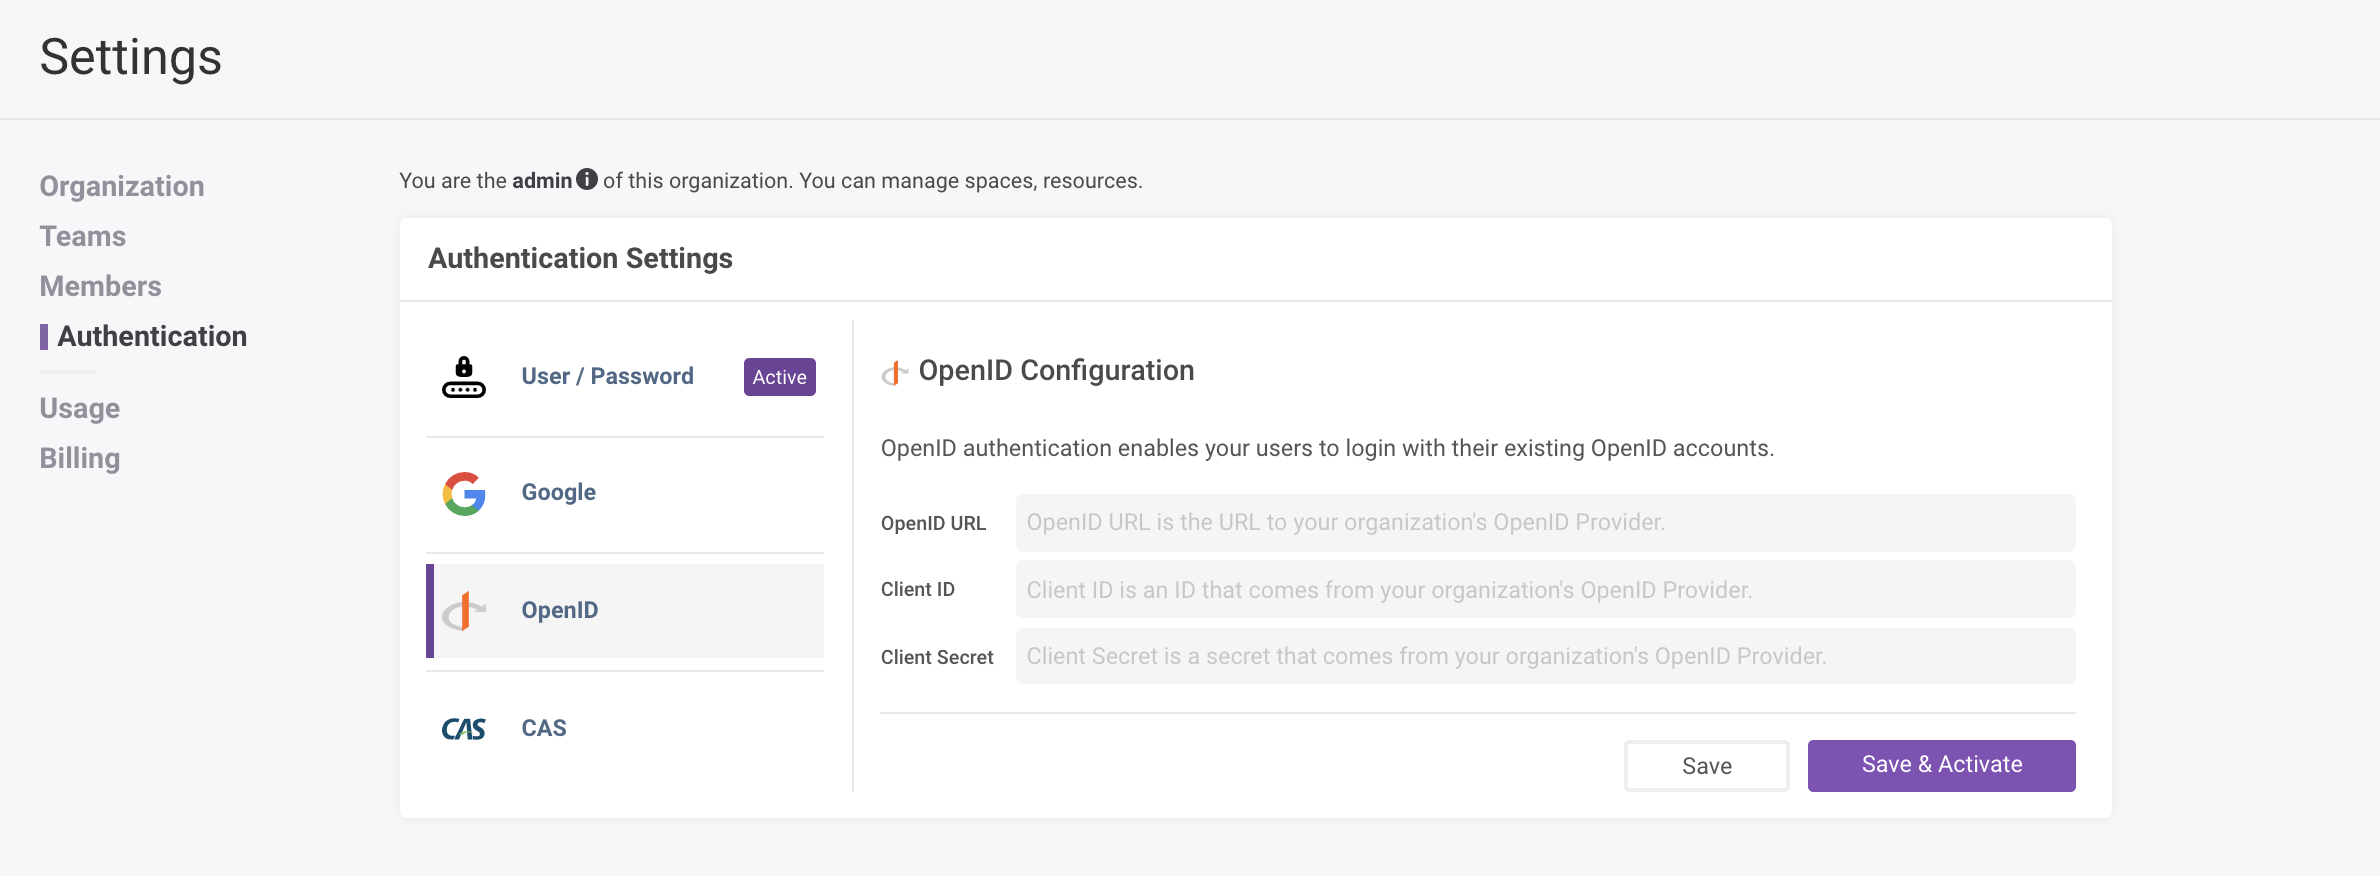 Settings
Organization
Teams
Members
Authentication
Usage
Billing
You are the admin of this organization. You can manage spaces, resources.
Authentication Settings
User / Password
Active
Google
OpenID
CAS
CAS
OpenID Configuration
OpenID authentication enables your users to login with their existing OpenID accounts.
OpenID URL
OpenID URL is the URL to your organization's OpenID Provider.
Client ID
Client ID is an ID that comes from your organization's OpenID Provider.
Client Secret
Client Secret is a secret that comes from your organization's OpenID Provider.
Save
Save & Activate